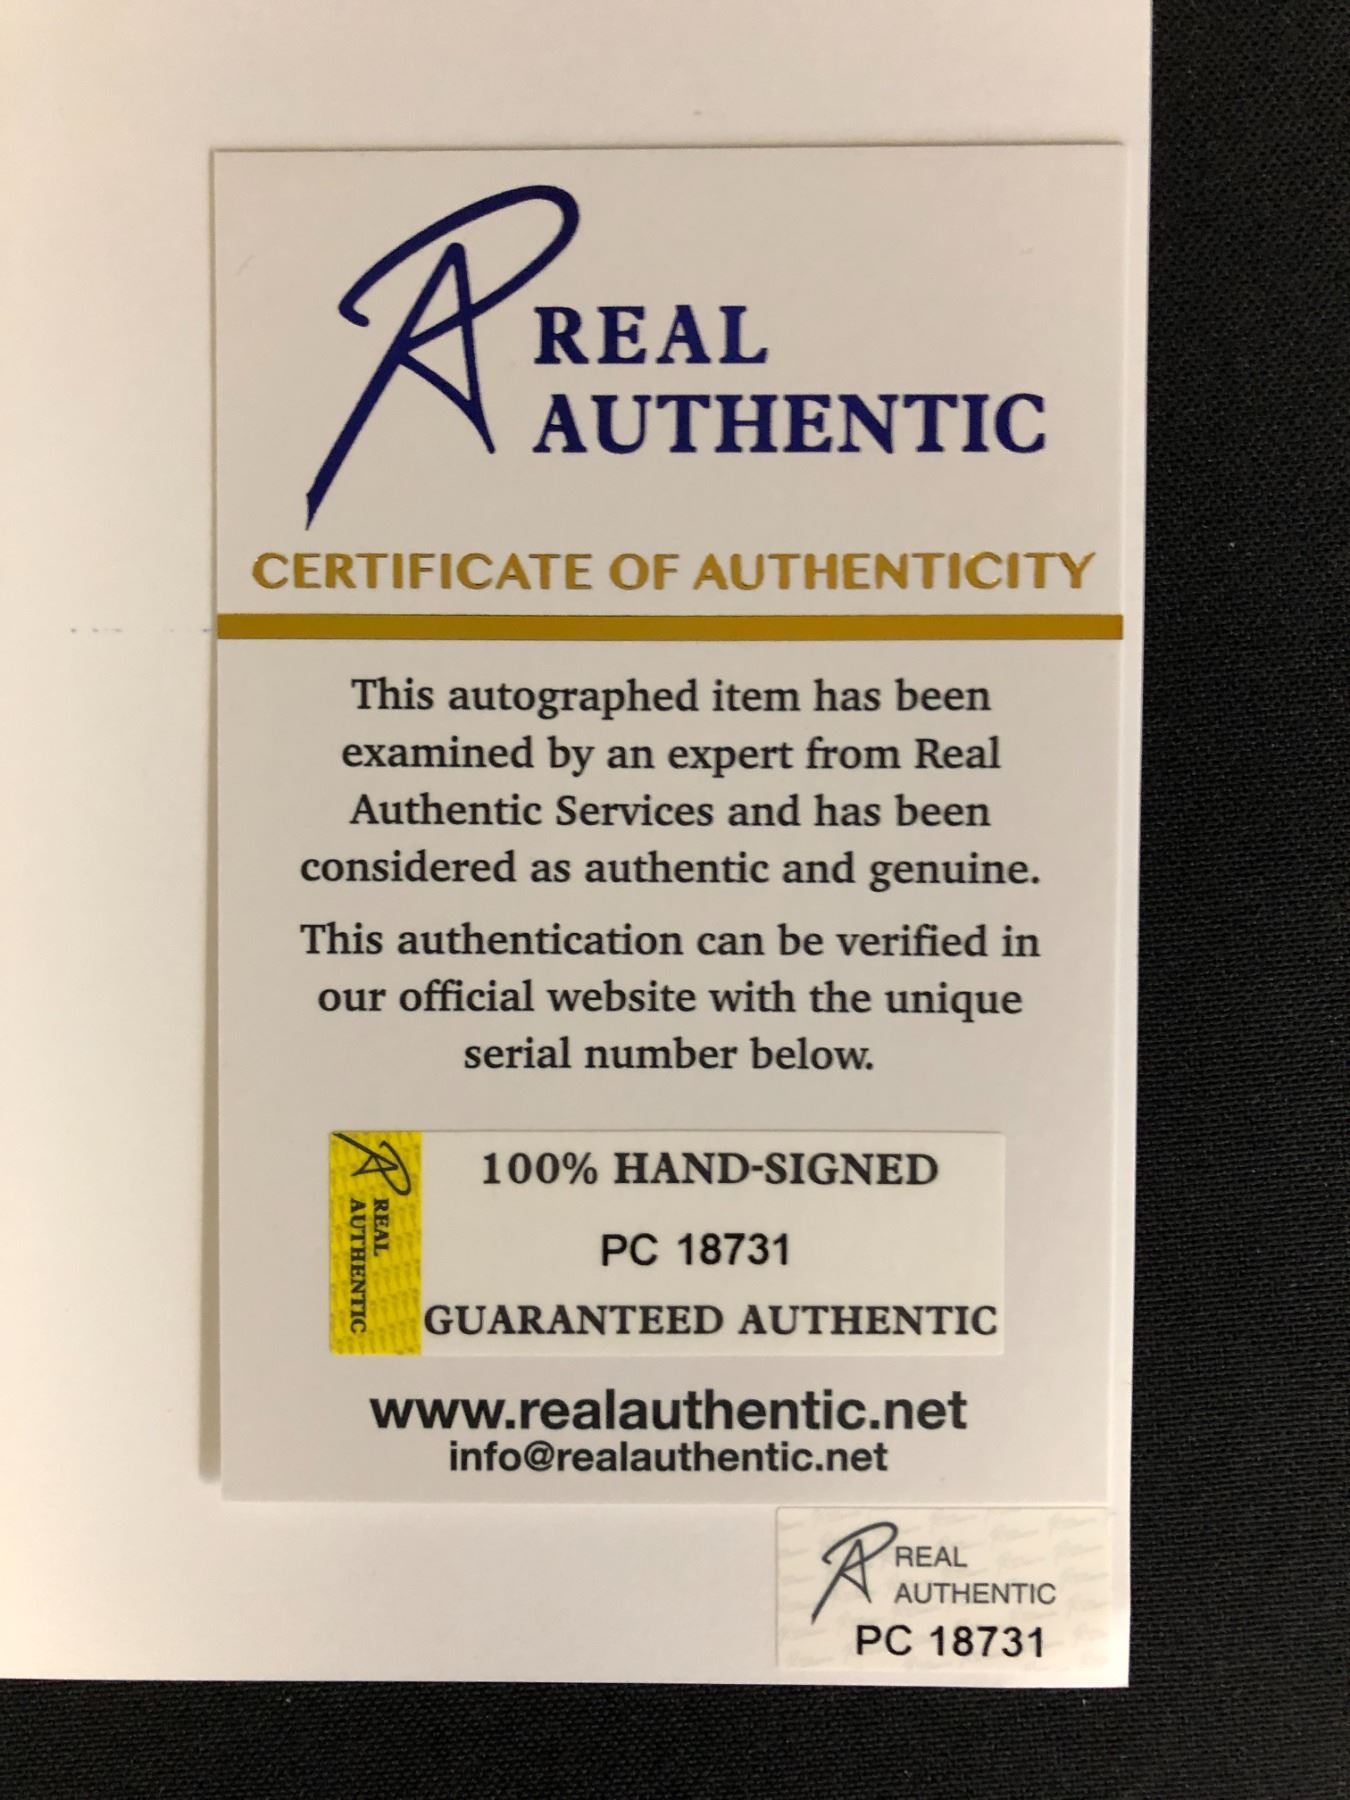 REAL
AUTHENTIC
CERTIFICATE OF AUTHENTICITY
This autographed item has been
examined by an expert from Real
Authentic Services and has been
considered as authentic and genuine.
This authentication can be verified in
our official website with the unique
serial number below.
REAL
AUTHENTIC
100% HAND-SIGNED
PC 18731
GUARANTEED AUTHENTIC
www.realauthentic.net
info@realauthentic.net
REAL
AUTHENTIC
PC 18731